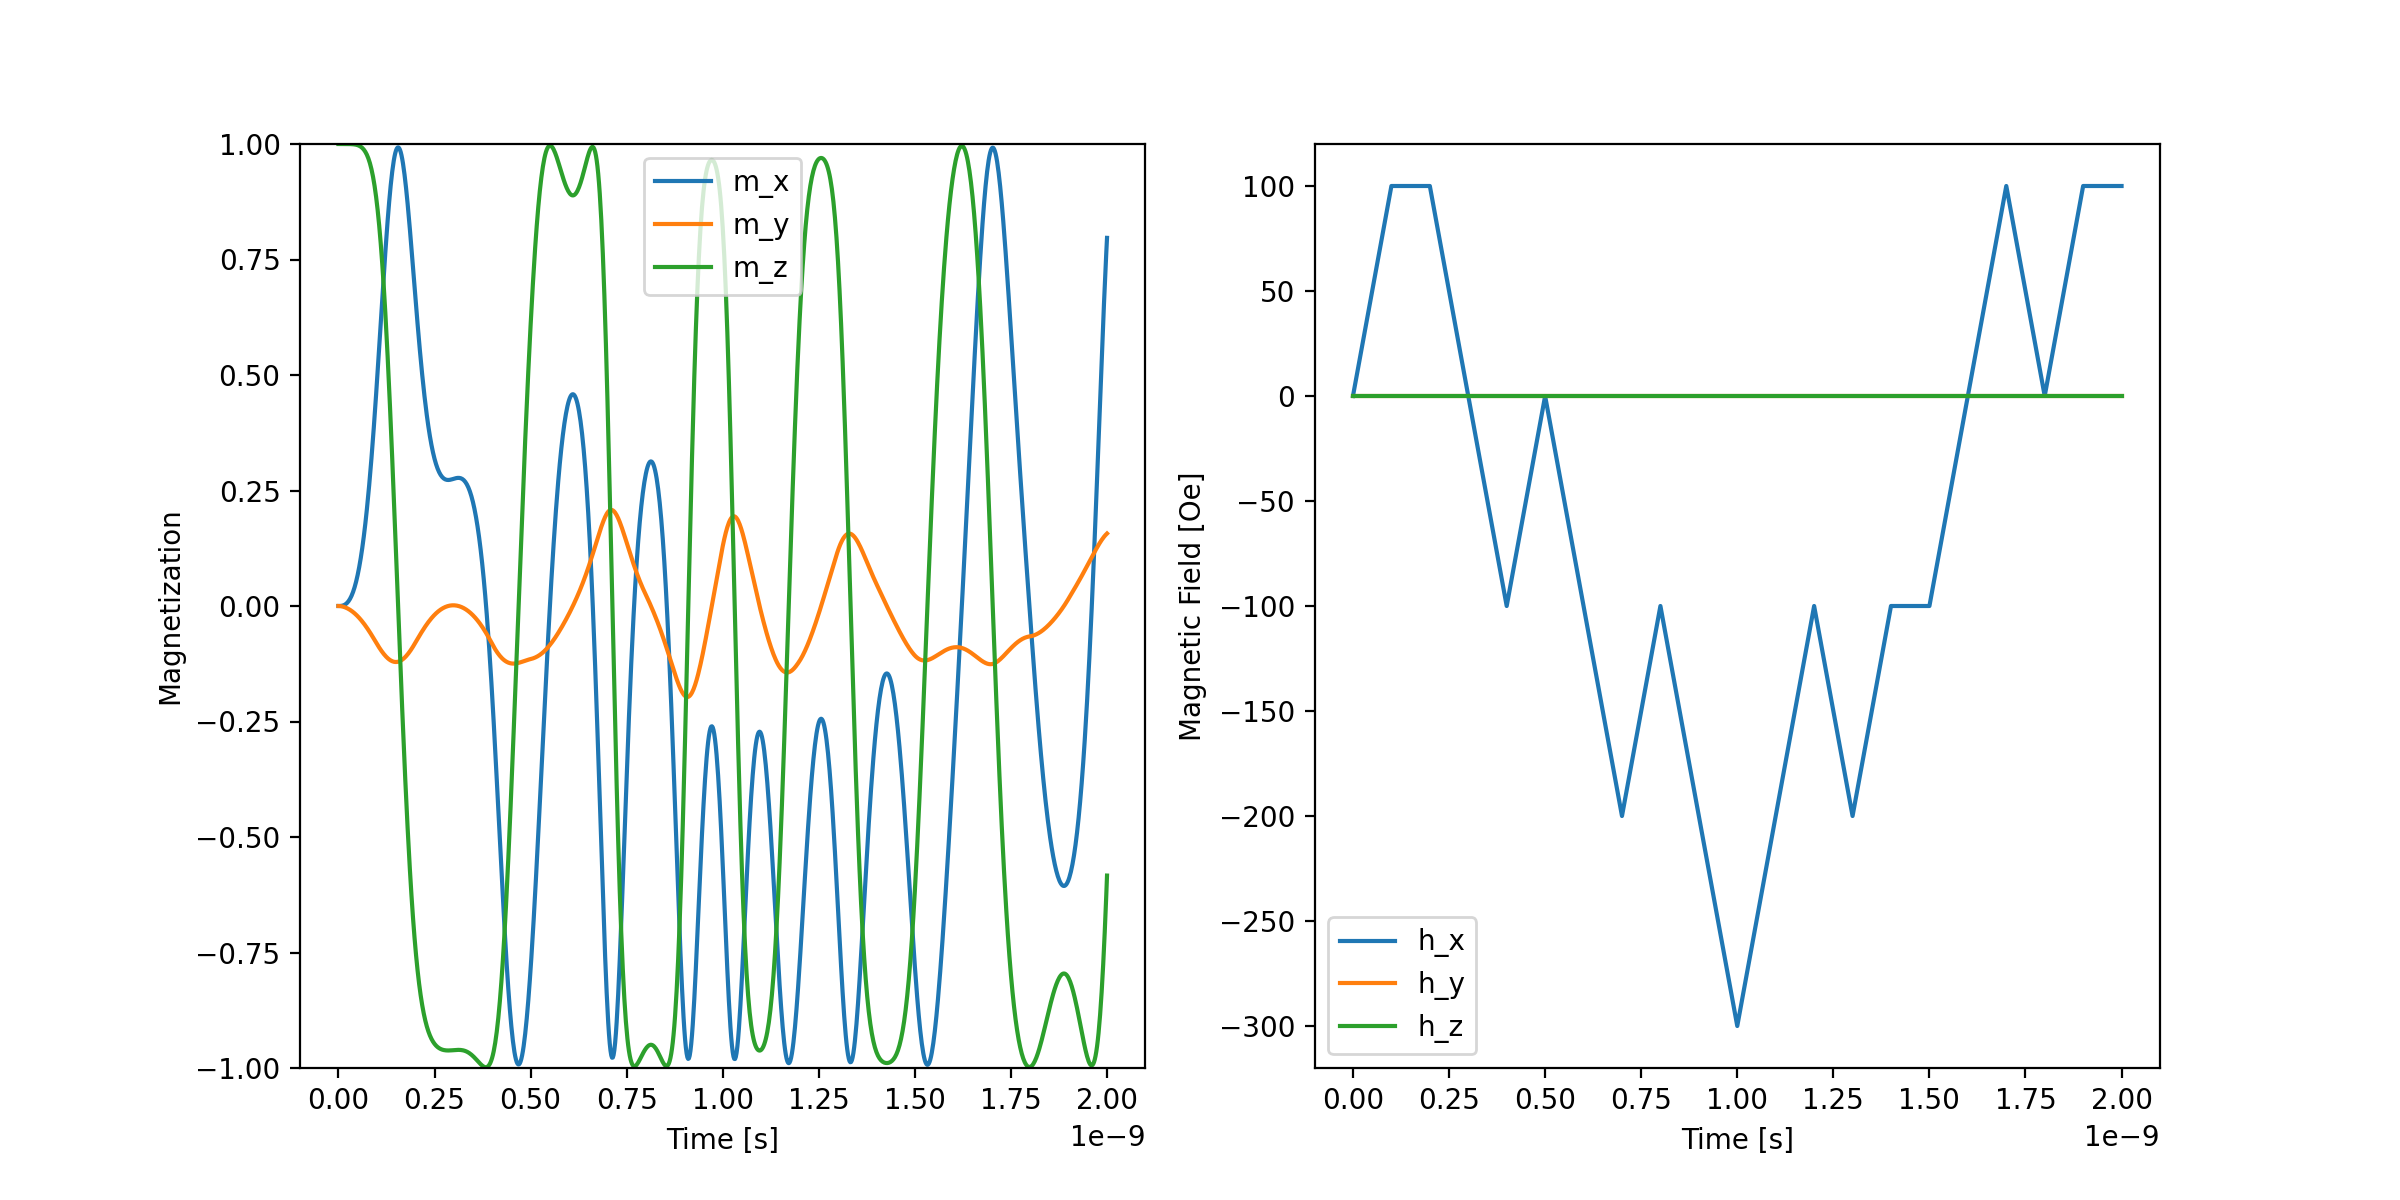 1.00
0.75
0.50
0.25
0.00
−0.25
−0.50
−0.75
−1.00
Magnetization
m_x
m_y
m_z
0.00 0.25 0.50 0.75 1.00 1.25 1.50 1.75 2.00
Time [s]
1e−9
100
50
0
−50
−100
−150
−200
−250
−300
Magnetic Field [Oe]
h_x
h_y
h_z
0.00 0.25 0.50 0.75 1.00 1.25 1.50 1.75 2.00
Time [s]
1e−9